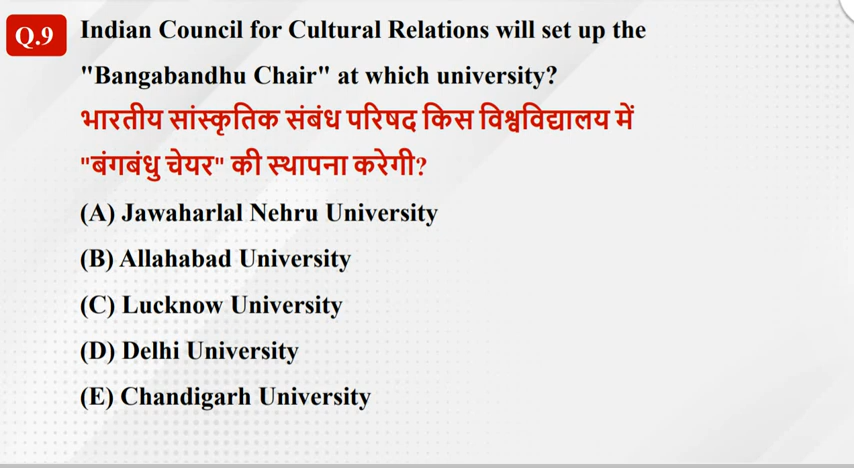 Q.9
Indian Council for Cultural Relations will set up the
"Bangabandhu Chair" at which university?
भारतीय सांस्कृतिक संबंध परिषद किस विश्वविद्यालय में
"बंगबंधु चेयर" की स्थापना करेगी?
(A) Jawaharlal Nehru University
(B) Allahabad University
(C) Lucknow University
(D) Delhi University
(E) Chandigarh University